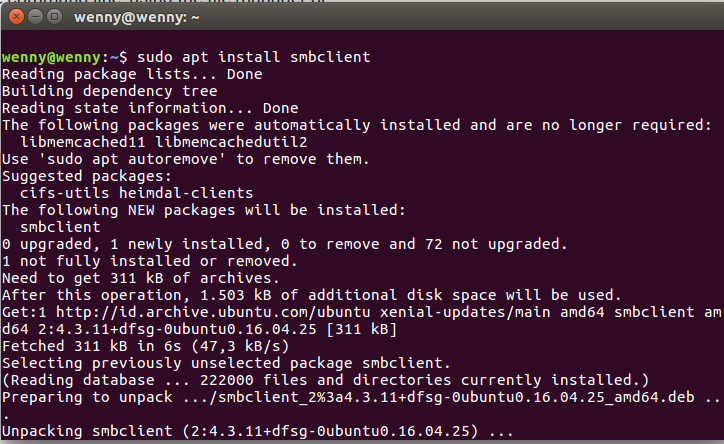 wenny@wenny: ~
wenny@wenny:~$ sudo apt install smbclient
Reading package lists... Done
Building dependency tree
Reading state information... Done
The following packages were automatically installed and are no longer required:
  libmemcached11 libmemcachedutil2
Use 'sudo apt autoremove' to remove them.
Suggested packages:
  cifs-utils heimdal-clients
The following NEW packages will be installed:
  smbclient
0 upgraded, 1 newly installed, 0 to remove and 72 not upgraded.
1 not fully installed or removed.
Need to get 311 kB of archives.
After this operation, 1.503 kB of additional disk space will be used.
Get:1 http://id.archive.ubuntu.com/ubuntu xenial-updates/main amd64 smbclient am
d64 2:4.3.11+dfsg-0ubuntu0.16.04.25 [311 kB]
Fetched 311 kB in 6s (47,3 kB/s)
Selecting previously unselected package smbclient.
(Reading database ... 222000 files and directories currently installed.)
Preparing to unpack .../smbclient_2%3a4.3.11+dfsg-0ubuntu0.16.04.25_amd64.deb ..
.
Unpacking smbclient (2:4.3.11+dfsg-0ubuntu0.16.04.25) ...